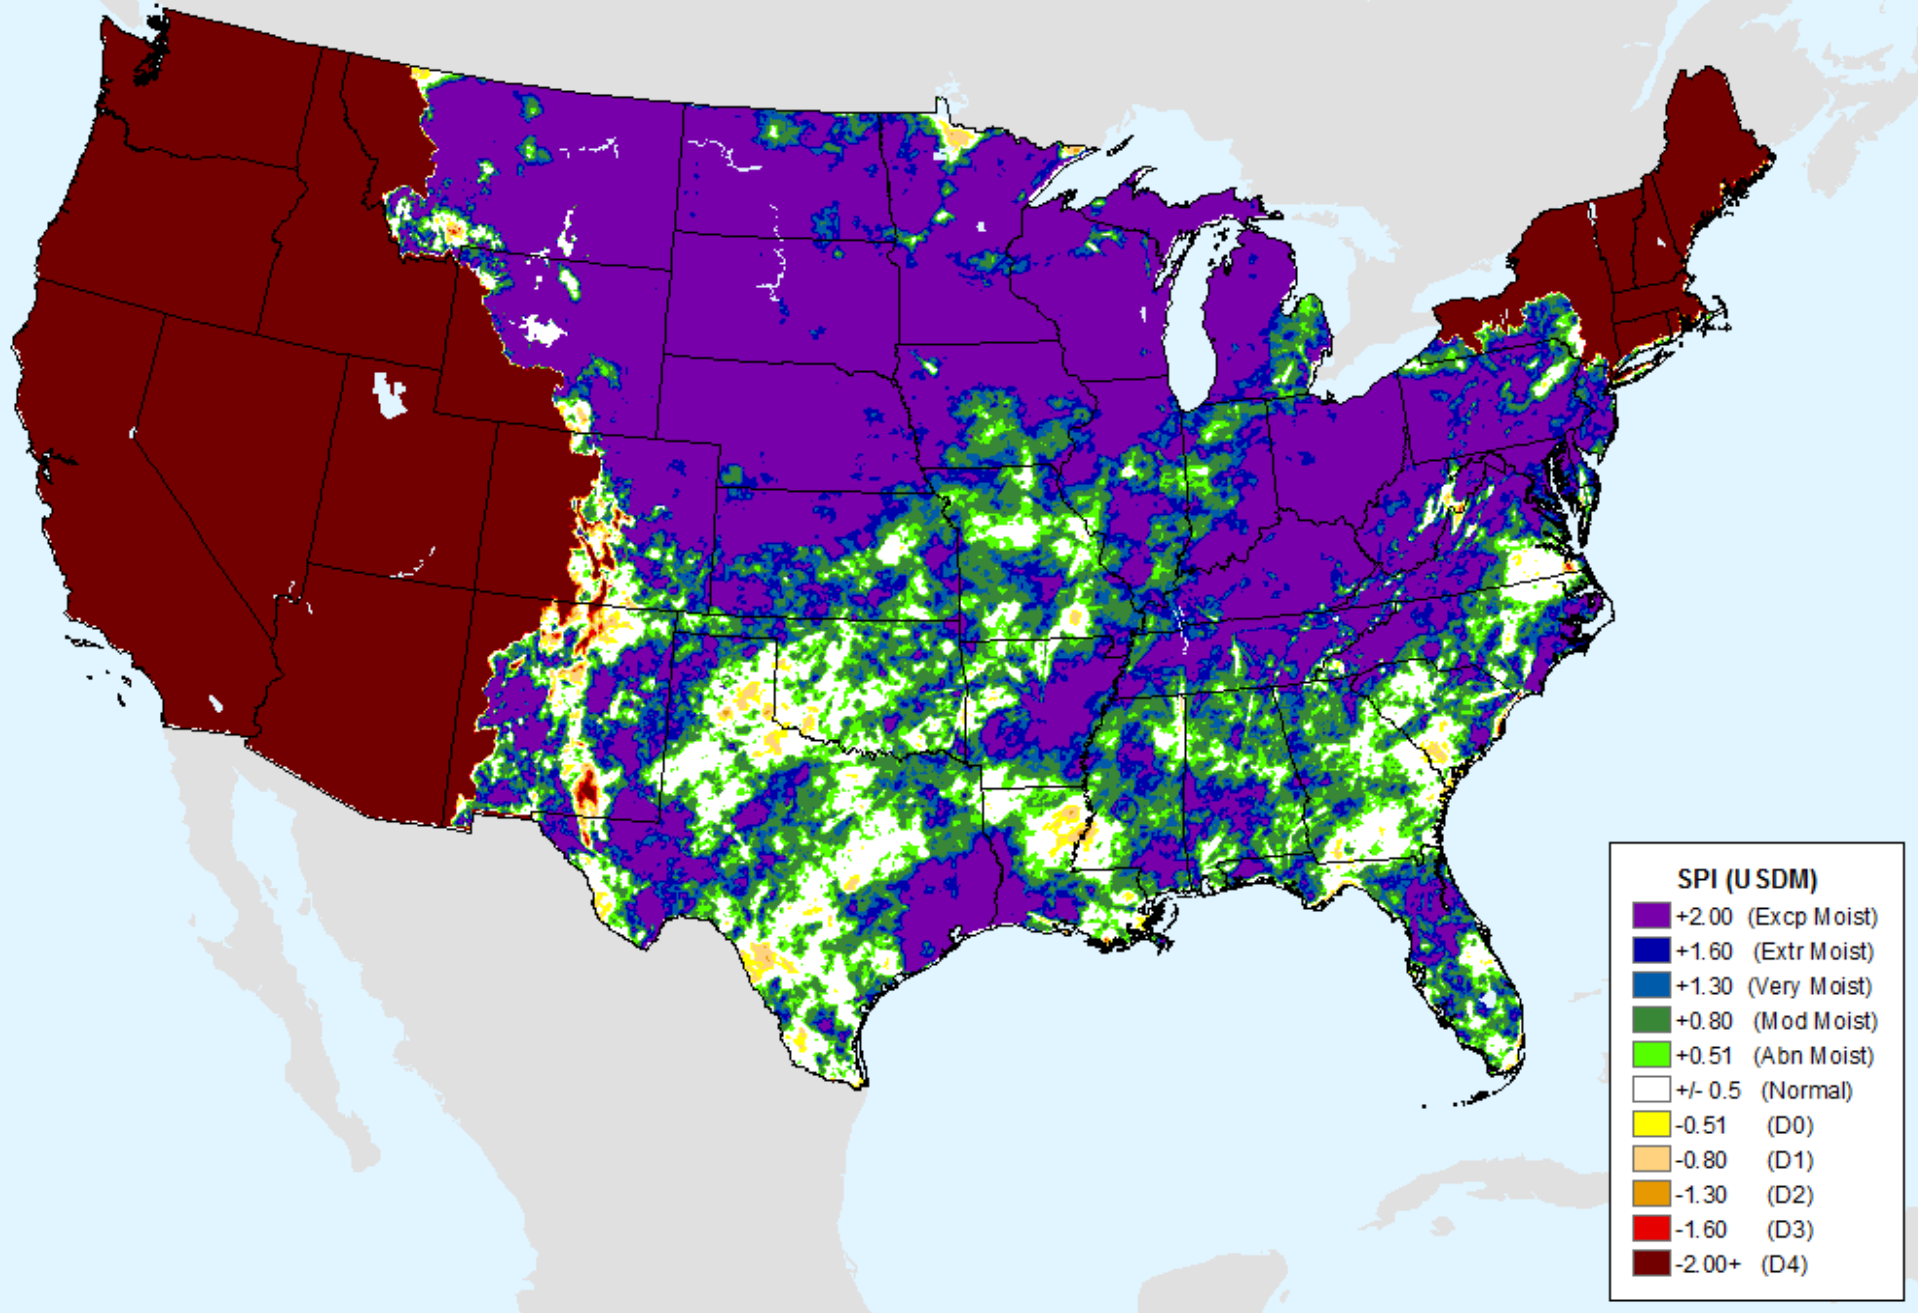 SPI (USDM)
+2.00 (Excp Moist)
+1.60 (Extr Moist)
+1.30 (Very Moist)
+0.80 (Mod Moist)
+0.51 (Abn Moist)
+/- 0.5 (Normal)
-0.51 (D0)
-0.80 (D1)
-1.30 (D2)
-1.60 (D3)
-2.00+ (D4)